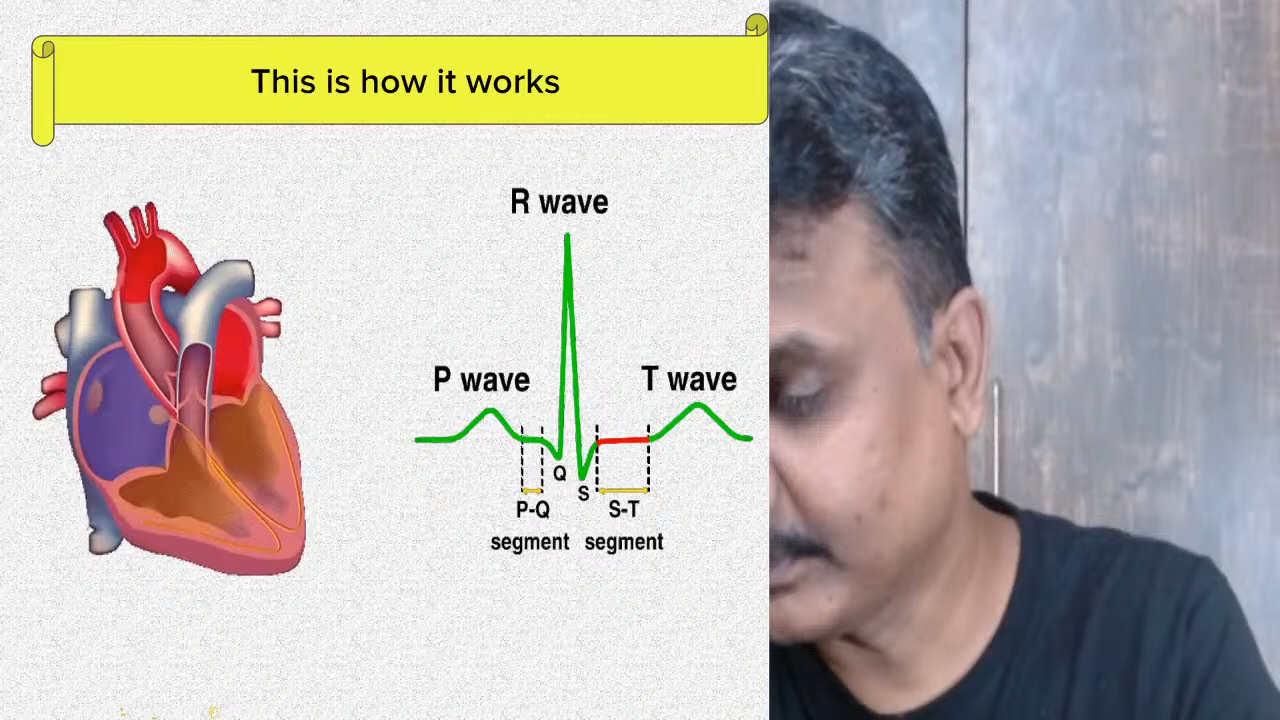 This is how it works
R wave
P wave
T wave
Q
S
P-Q
segment
S-T
segment